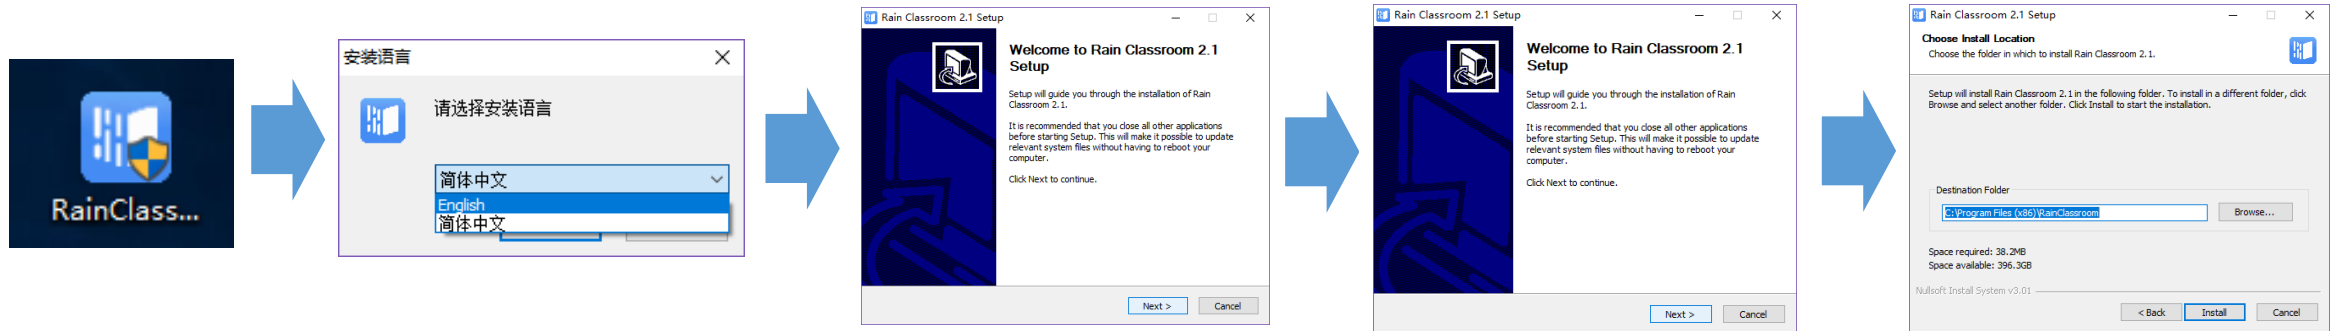 RainClass...
安装语言
请选择安装语言
简体中文
English
简体中文
Rain Classroom 2.1 Setup
Welcome to Rain Classroom 2.1
Setup
Setup will guide you through the installation of Rain
Classroom 2.1.
It is recommended that you close all other applications
before starting Setup. This will make it possible to update
relevant system files without having to reboot your
computer.
Click Next to continue.
Next >
Cancel
Rain Classroom 2.1 Setup
Welcome to Rain Classroom 2.1
Setup
Setup will guide you through the installation of Rain
Classroom 2.1.
It is recommended that you close all other applications
before starting Setup. This will make it possible to update
relevant system files without having to reboot your
computer.
Click Next to continue.
Next >
Cancel
Rain Classroom 2.1 Setup
Choose Install Location
Choose the folder in which to install Rain Classroom 2.1.
Setup will install Rain Classroom 2.1 in the following folder. To install in a different folder, click
Browse and select another folder. Click Install to start the installation.
Destination Folder
C:\Program Files (x86)\RainClassroom
Browse...
Space required: 38.2MB
Space available: 396.3GB
Nullsoft Install System v3.01
< Back
Install
Cancel